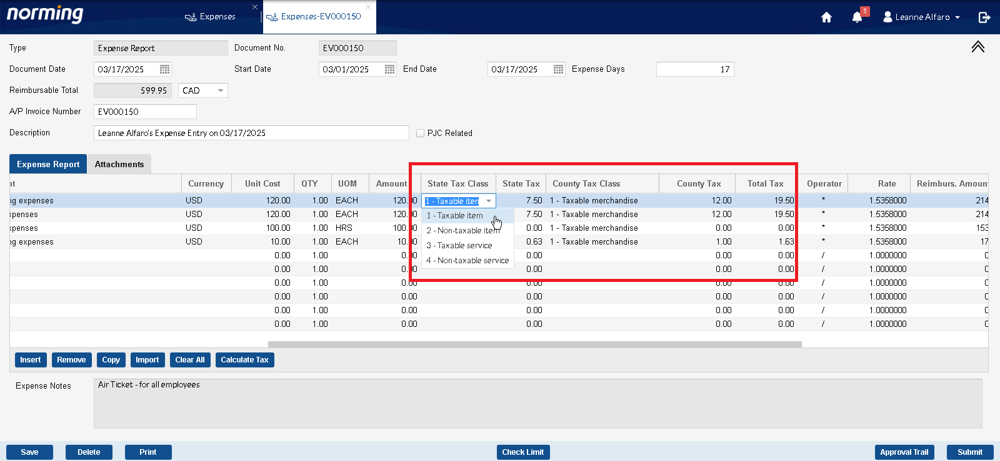 norming
Expenses
Expenses-EV000150
5
Leanne Alfaro
Type Expense Report Document No. EV000150
Document Date 03/17/2025 Start Date 03/01/2025 End Date 03/17/2025 Expense Days 17
Reimbursable Total 599.95 CAD
A/P Invoice Number EV000150
Description Leanne Alfaro's Expense Entry on 03/17/2025 PJC Related
Expense Report Attachments
nt Currency Unit Cost QTY UOM Amount State Tax Class State Tax County Tax Class County Tax Total Tax Operator Rate Reimburs. Amoun
ng expenses USD 120.00 1.00 EACH 120.00 1 - Taxable item 7.50 1 - Taxable merchandise 12.00 19.50 * 1.5358000 214
xpenses USD 120.00 1.00 EACH 120. 1 - Taxable item 7.50 1 - Taxable merchandise 12.00 19.50 * 1.5358000 214
xpenses USD 100.00 1.00 HRS 100. 2 - Non-taxable item 0.00 0.00 0.00 * 1.5358000 153
ng expenses USD 10.00 1.00 EACH 10. 3 - Taxable service 0.63 1 - Taxable merchandise 1.00 1.63 * 1.5358000 17
0.00 1.00 0.00 4 - Non-taxable service 0.00 0.00 0.00 / 1.0000000 0
0.00 1.00 0.00 0.00 0.00 0.00 / 1.0000000 0
0.00 1.00 0.00 0.00 0.00 0.00 / 1.0000000 0
0.00 1.00 0.00 0.00 0.00 0.00 / 1.0000000 0
0.00 1.00 0.00 0.00 0.00 0.00 / 1.0000000 0
0.00 1.00 0.00 0.00 0.00 0.00 / 1.0000000 0
Insert Remove Copy Import Clear All Calculate Tax
Expense Notes Air Ticket - for all employees
Save Delete Print Check Limit Approval Trail Submit